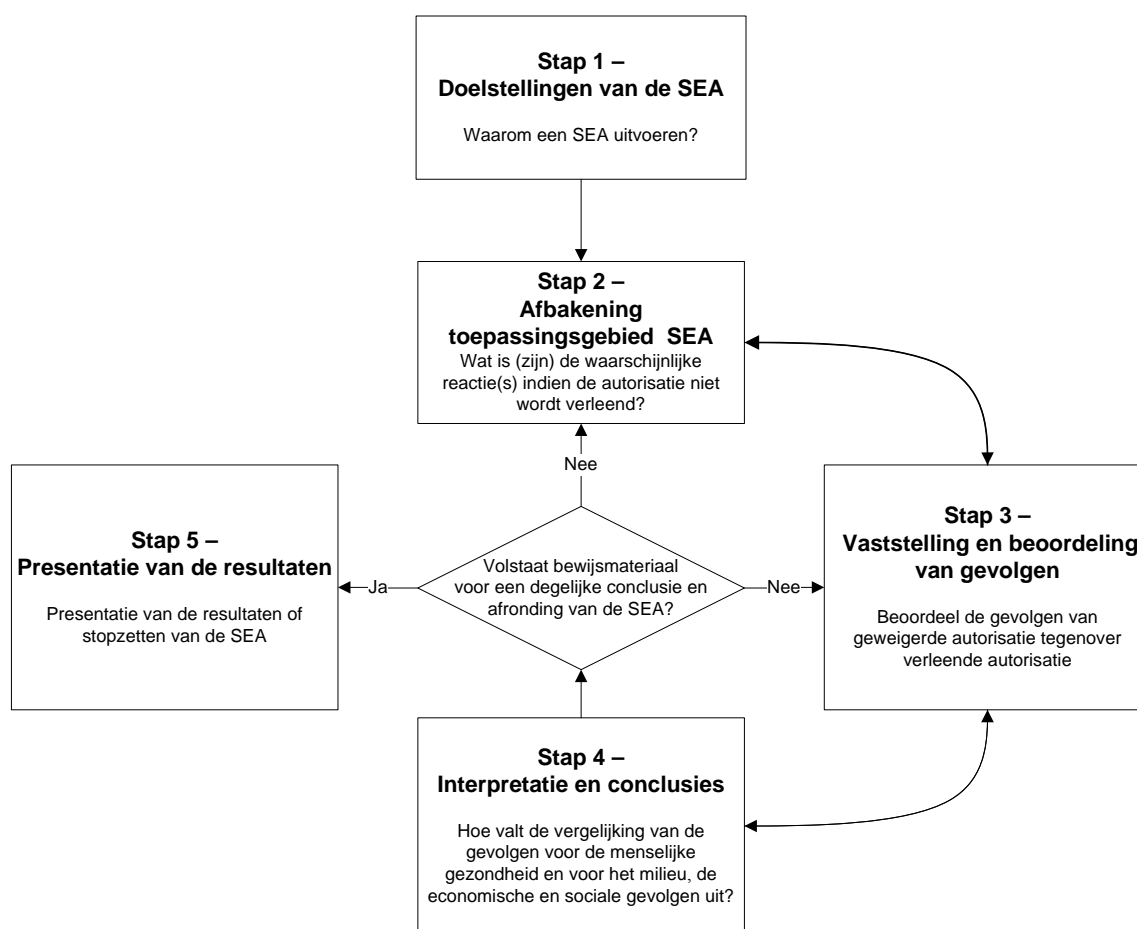 Stap 1 –
Doelstellingen van de SEA
Waarom een SEA uitvoeren?
Stap 2 –
Afbakening
toepassingsgebied SEA
Wat is (zijn) de waarschijnlijke
reactie(s) indien de autorisatie niet
wordt verleend?
Nee
Stap 5 –
Presentatie van de resultaten
Presentatie van de resultaten of
stopzetten van de SEA
Ja
Volstaat bewijsmateriaal
voor een degelijke conclusie en
afronding van de SEA?
Nee
Stap 3 –
Vaststelling en beoordeling
van gevolgen
Beoordeel de gevolgen van
geweigerde autorisatie tegenover
verleende autorisatie
Stap 4 –
Interpretatie en conclusies
Hoe valt de vergelijking van de
gevolgen voor de menselijke
gezondheid en voor het milieu, de
economische en sociale gevolgen uit?